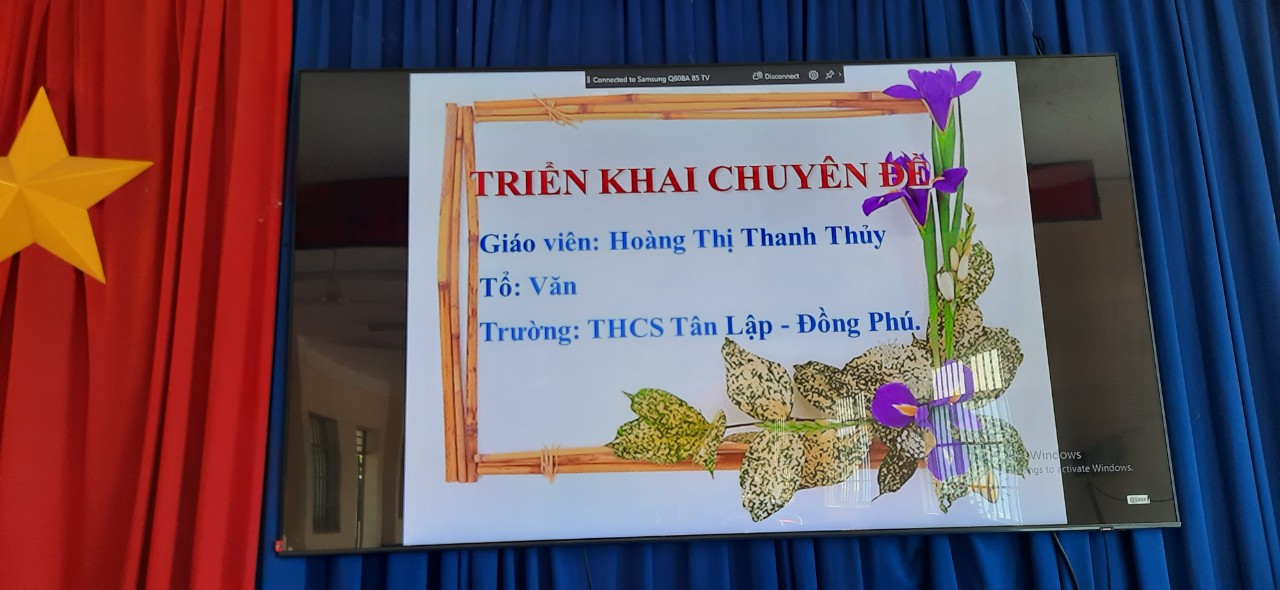 Connected to Samsung Q60BA 85 TV
Disconnect
TRIỂN KHAI CHUYÊN ĐỀ
Giáo viên: Hoàng Thị Thanh Thủy
Tổ: Văn
Trường: THCS Tân Lập - Đồng Phú.
Windows
to activate Windows.